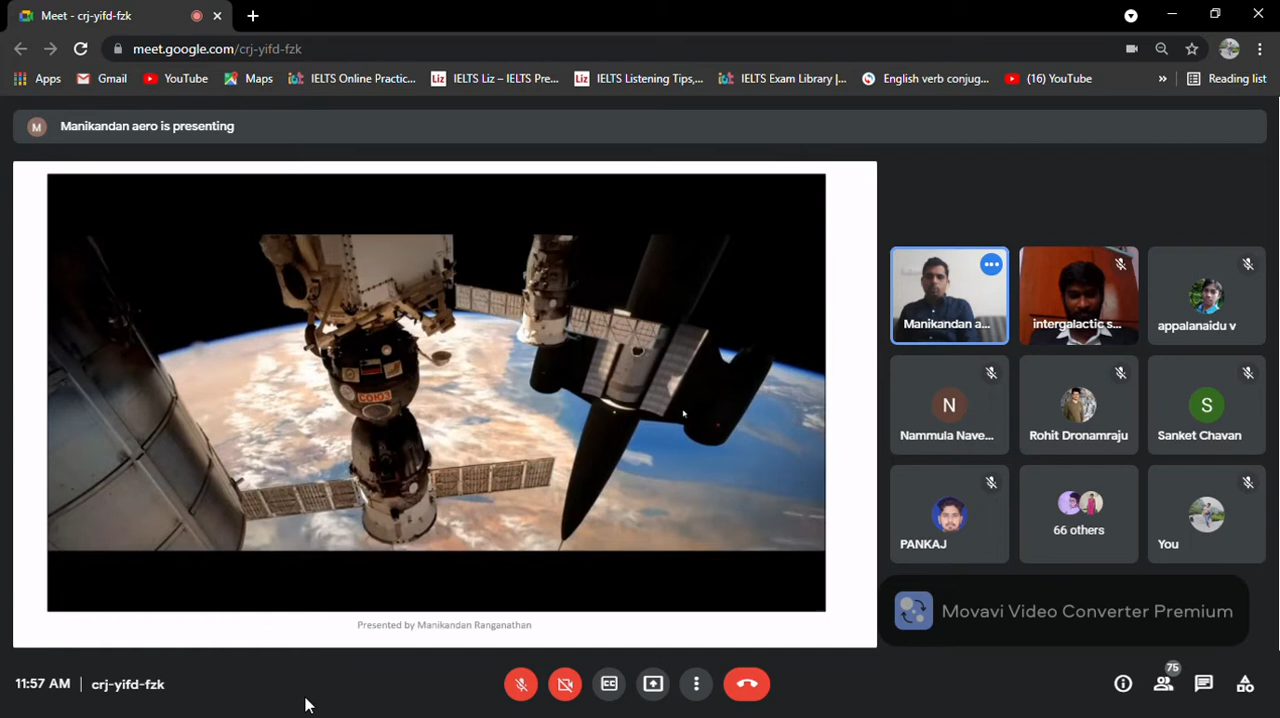 Meet - crj-yifd-fzk
meet.google.com/crj-yifd-fzk
Apps
Gmail
YouTube
Maps
IELTS Online Practic...
Liz
IELTS Liz – IELTS Pre...
Liz
IELTS Listening Tips,...
IELTS Exam Library |...
English verb conjug...
(16) YouTube
»
Reading list
M
Manikandan aero is presenting
Manikandan a...
intergalactic s...
appalanaidu v
N
Nammula Nave...
Rohit Dronamraju
S
Sanket Chavan
PANKAJ
66 others
You
Movavi Video Converter Premium
Presented by Manikandan Ranganathan
11:57 AM | crj-yifd-fzk
CC
75